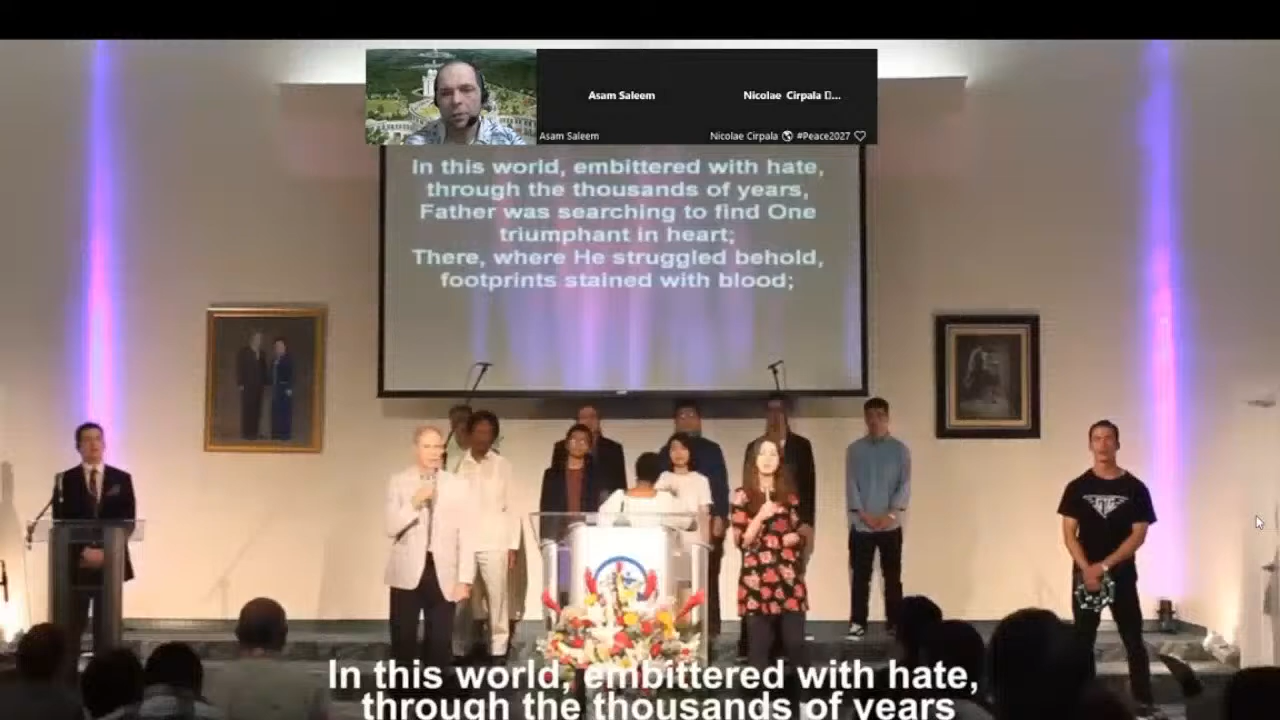 Asam Saleem
Nicolae Cirpala ▯...
Asam Saleem
Nicolae Cirpala 🌎 #Peace2027 ♡
In this world, embittered with hate,
through the thousands of years,
Father was searching to find One
triumphant in heart;
There, where He struggled behold,
footprints stained with blood;
In this world, embittered with hate,
through the thousands of years